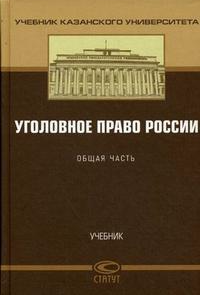 УЧЕБНИК КАЗАНСКОГО УНИВЕРСИТЕТА
УГОЛОВНОЕ ПРАВО РОССИИ
ОБЩАЯ ЧАСТЬ
УЧЕБНИК
СТАТУТ